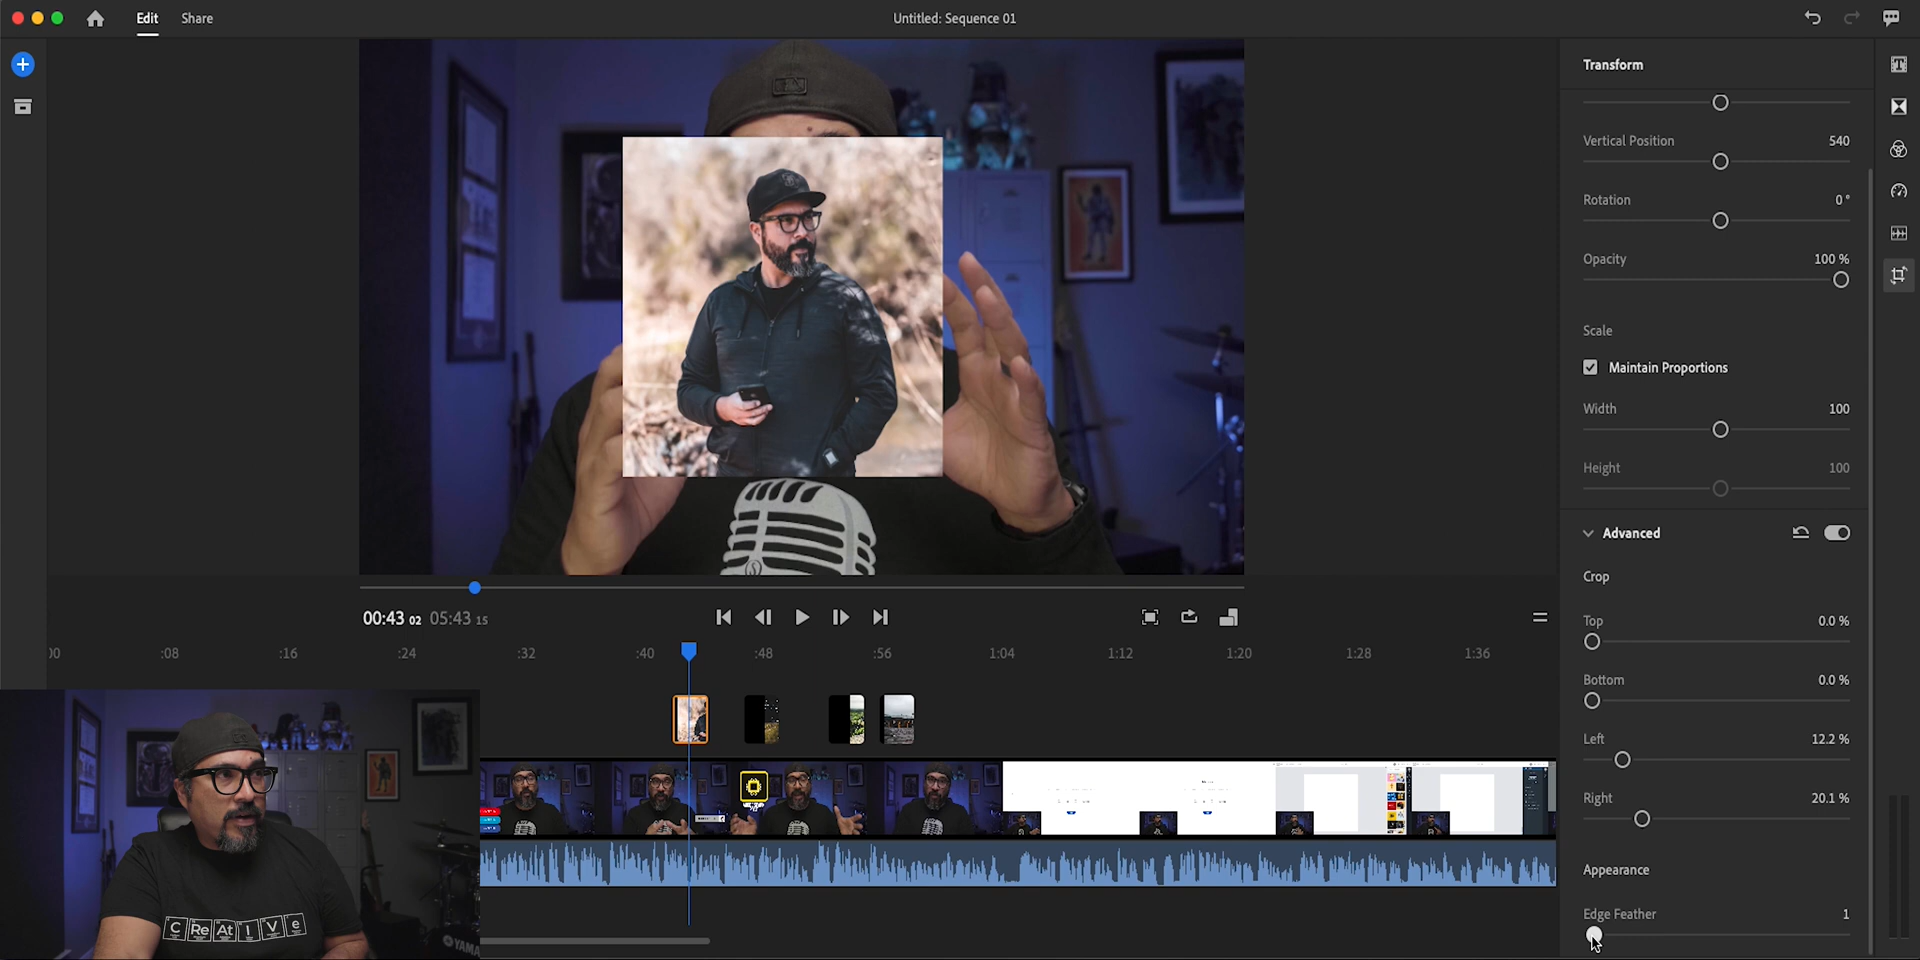 Edit
Share
Untitled: Sequence 01
Transform
Vertical Position
540
Rotation
0 °
Opacity
100 %
Scale
Maintain Proportions
Width
100
Height
100
Advanced
Crop
Top
0.0 %
Bottom
0.0 %
Left
12.2 %
Right
20.1 %
Appearance
Edge Feather
1
00:43 02 05:43 15
:08
:16
:24
:32
:40
:48
:56
1:04
1:12
1:20
1:28
1:36
C Re At I V e
YAMA